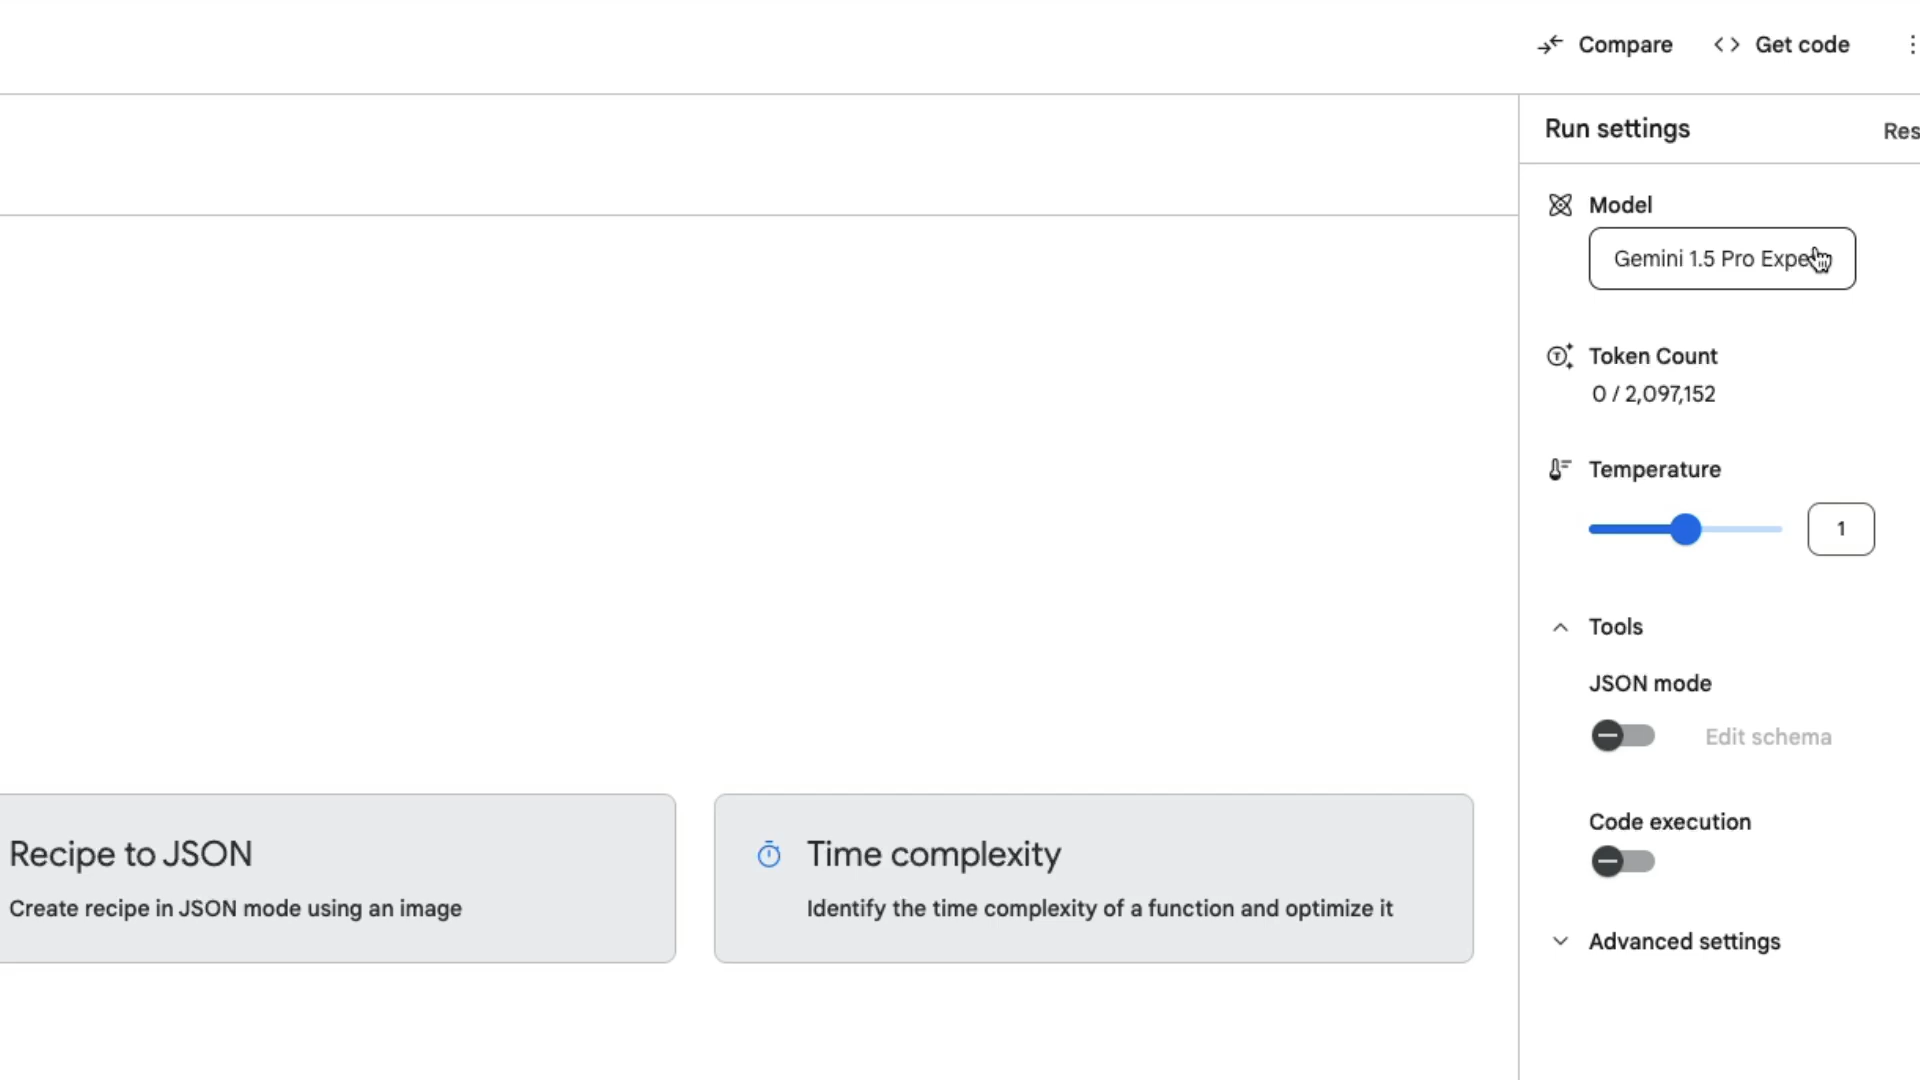 Compare
Get code
Run settings
Res
Model
Gemini 1.5 Pro Expe
Token Count
0 / 2,097,152
Temperature
1
Tools
JSON mode
Edit schema
Code execution
Advanced settings
Recipe to JSON
Create recipe in JSON mode using an image
Time complexity
Identify the time complexity of a function and optimize it